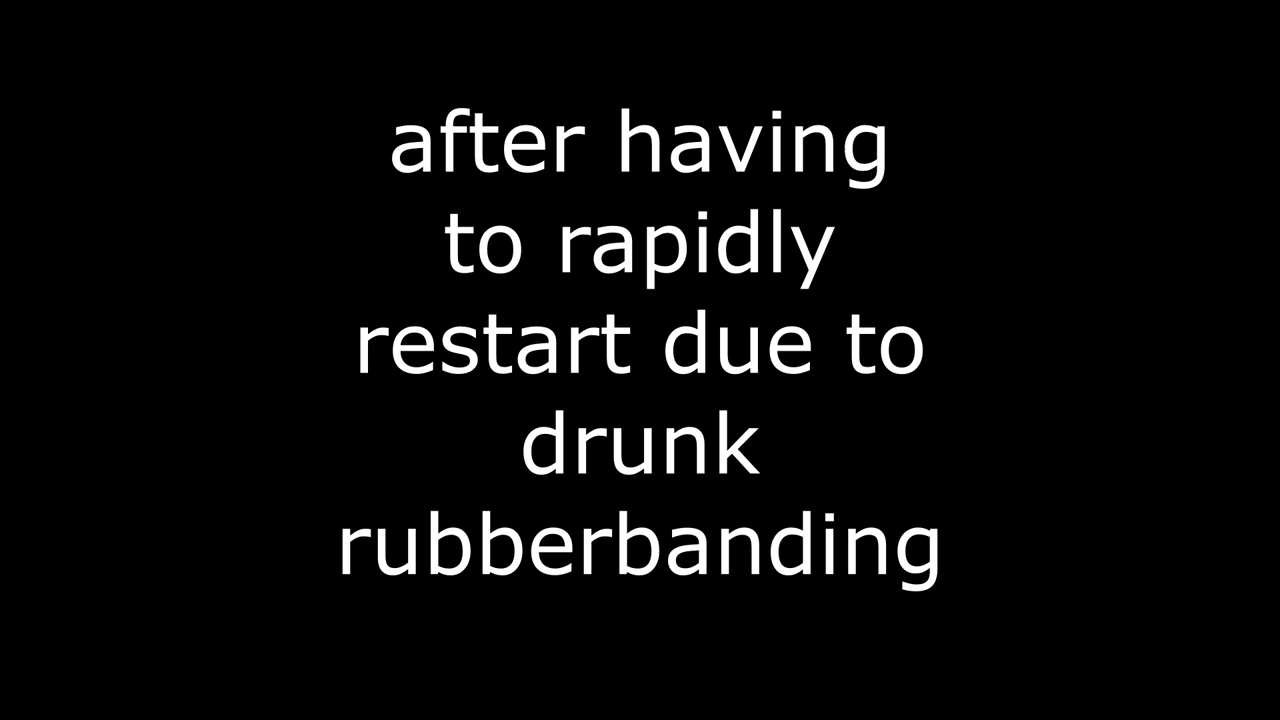 after having
to rapidly
restart due to
drunk
rubberbanding